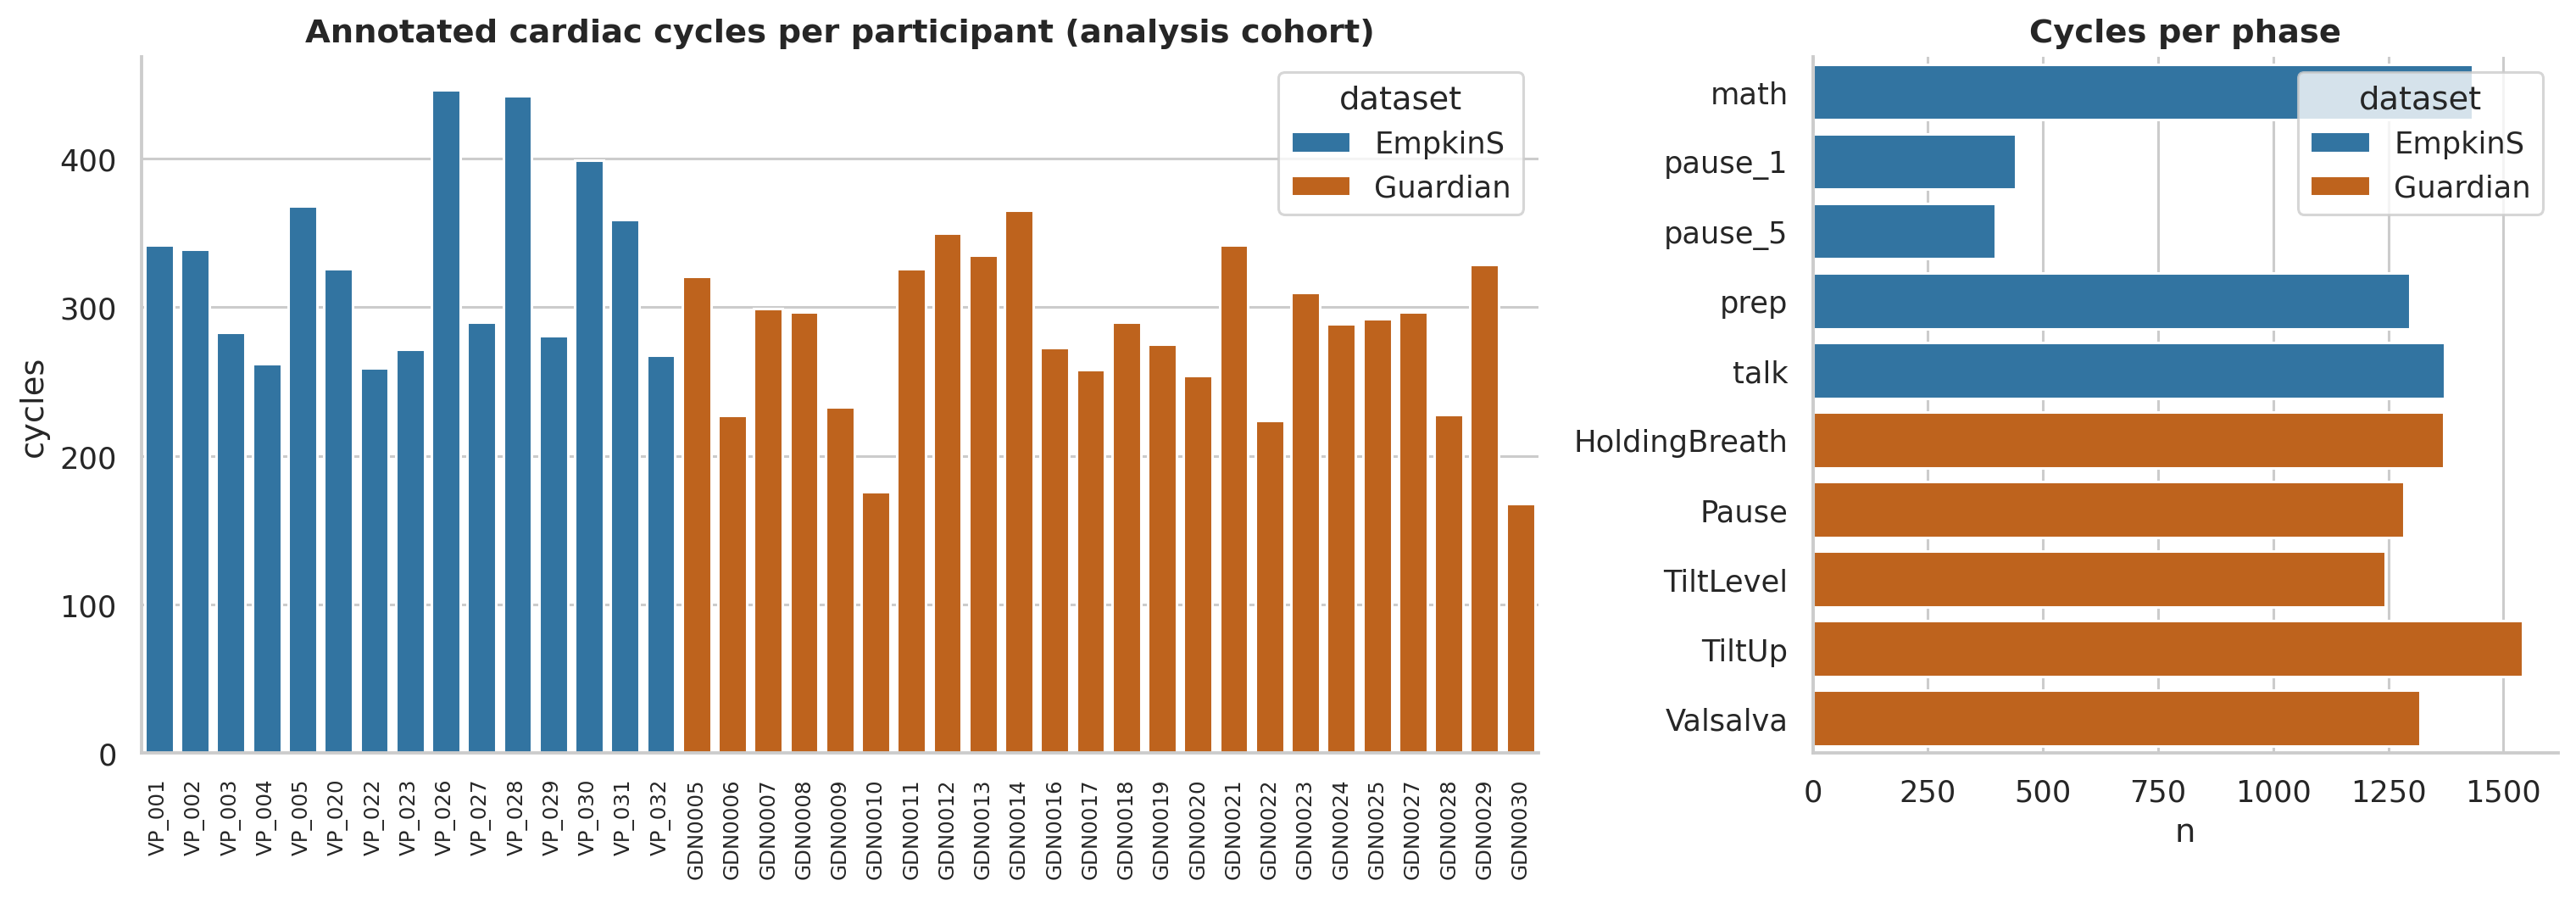 Annotated cardiac cycles per participant (analysis cohort)
cycles
400
300
200
100
0
dataset
EmpkinS
Guardian
VP_001
VP_002
VP_003
VP_004
VP_005
VP_020
VP_022
VP_023
VP_026
VP_027
VP_028
VP_029
VP_030
VP_031
VP_032
GDN0005
GDN0006
GDN0007
GDN0008
GDN0009
GDN0010
GDN0011
GDN0012
GDN0013
GDN0014
GDN0016
GDN0017
GDN0018
GDN0019
GDN0020
GDN0021
GDN0022
GDN0023
GDN0024
GDN0025
GDN0027
GDN0028
GDN0029
GDN0030
Cycles per phase
math
pause_1
pause_5
prep
talk
HoldingBreath
Pause
TiltLevel
TiltUp
Valsalva
dataset
EmpkinS
Guardian
0 250 500 750 1000 1250 1500
n